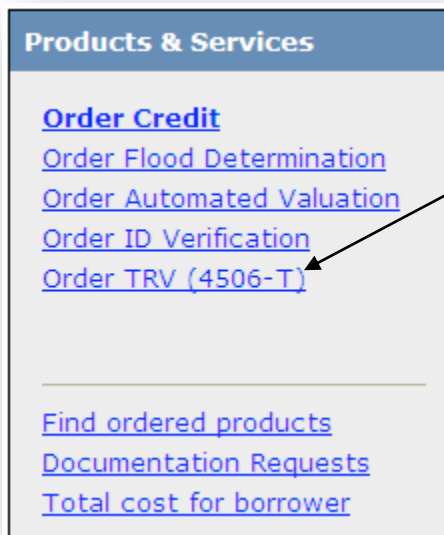 Products & Services
Order Credit
Order Flood Determination
Order Automated Valuation
Order ID Verification
Order TRV (4506-T)
Find ordered products
Documentation Requests
Total cost for borrower